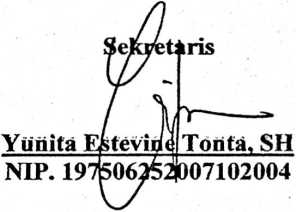 Sekretaris
Yunita Estevine Tonta, SH
NIP. 197506252007102004